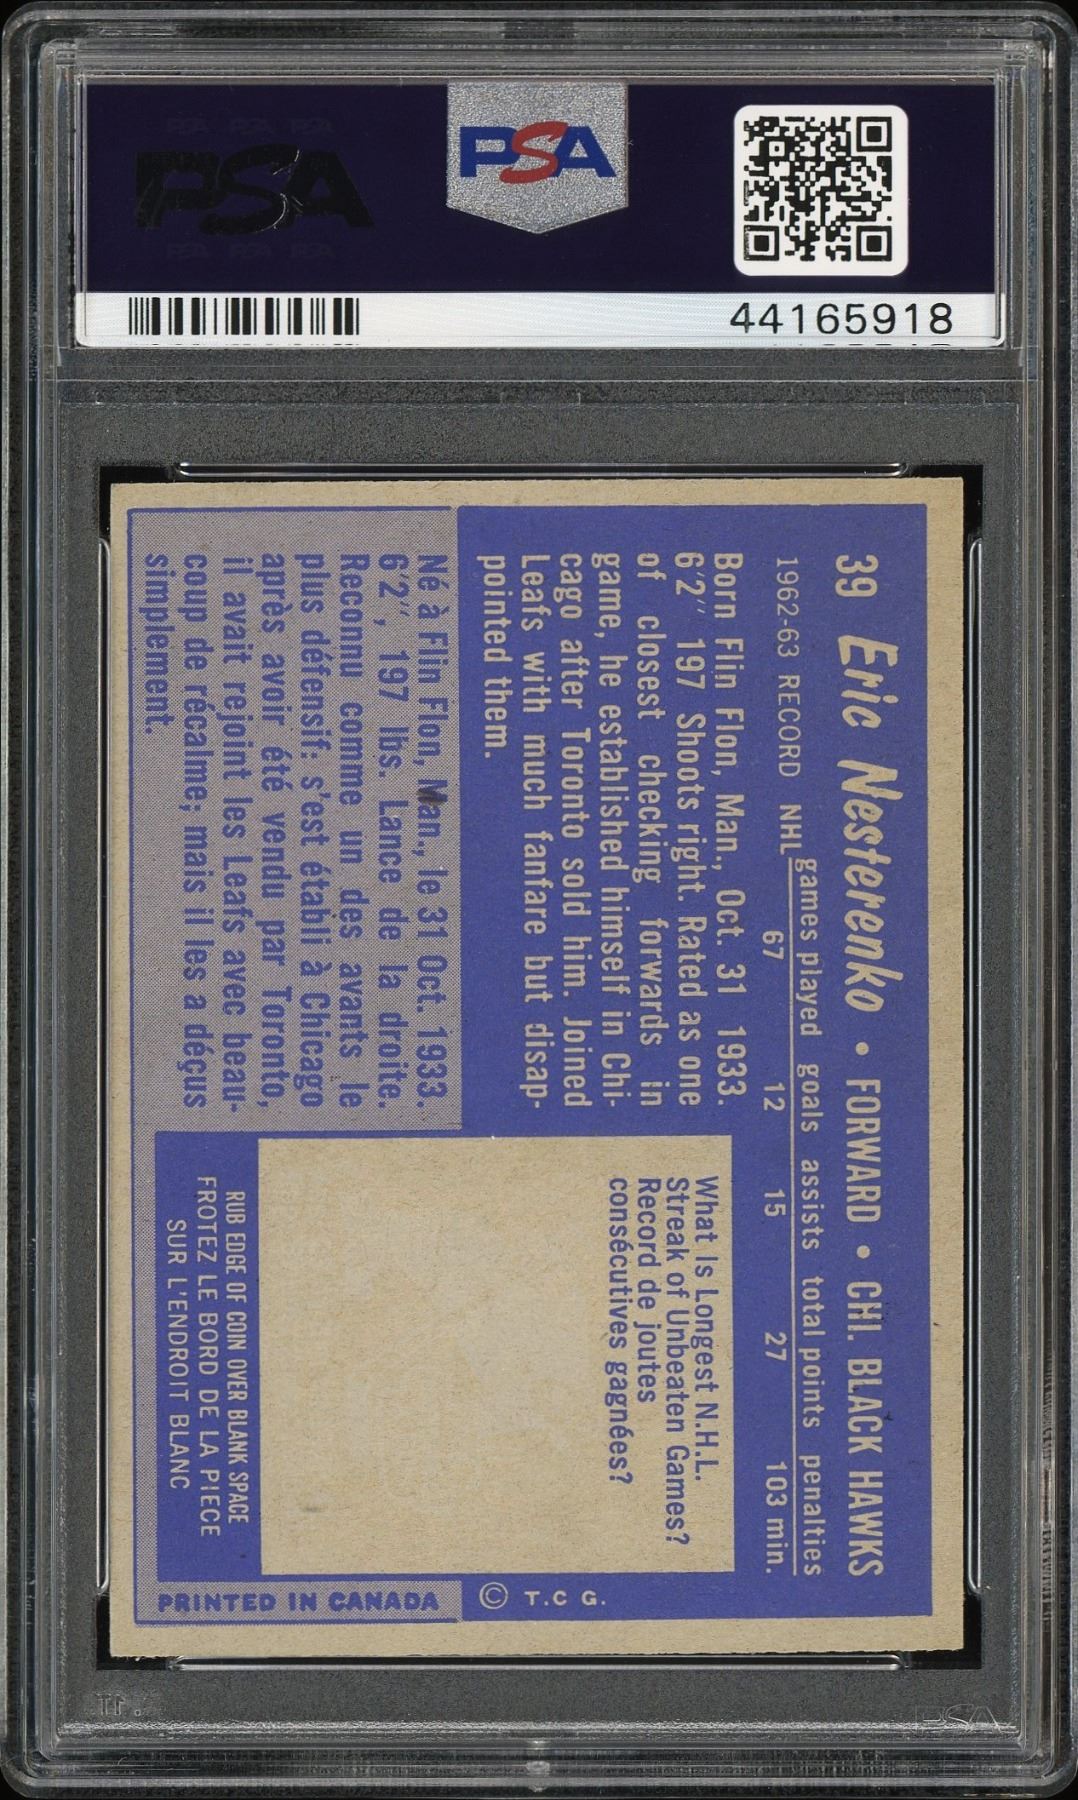 PSA PSA PSA
PSA
PSA PSA PSA
PSA
44165918
39 Eric Nesterenko • FORWARD • CHI. BLACK HAWKS
games played goals assists total points penalties
1962-63 RECORD NHL 67 12 15 27 103 min.
Born Flin Flon, Man., Oct. 31 1933.
6'2'' 197 Shoots right. Rated as one
of closest checking forwards in
game, he established himself in Chi-
cago after Toronto sold him. Joined
Leafs with much fanfare but disap-
pointed them.
Né à Flin Flon, Man., le 31 Oct. 1933.
6'2'', 197 lbs. Lance de la droite.
Reconnu comme un des avants le
plus défensif; s'est établi à Chicago
après avoir été vendu par Toronto,
il avait rejoint les Leafs avec beau-
coup de récalme; mais il les a déçus
simplement.
What Is Longest N.H.L.
Streak of Unbeaten Games?
Record de joutes
consécutives gagnées?
RUB EDGE OF COIN OVER BLANK SPACE
FROTEZ LE BORD DE LA PIECE
SUR L'ENDROIT BLANC
© T.C G.
PRINTED IN CANADA
PSA